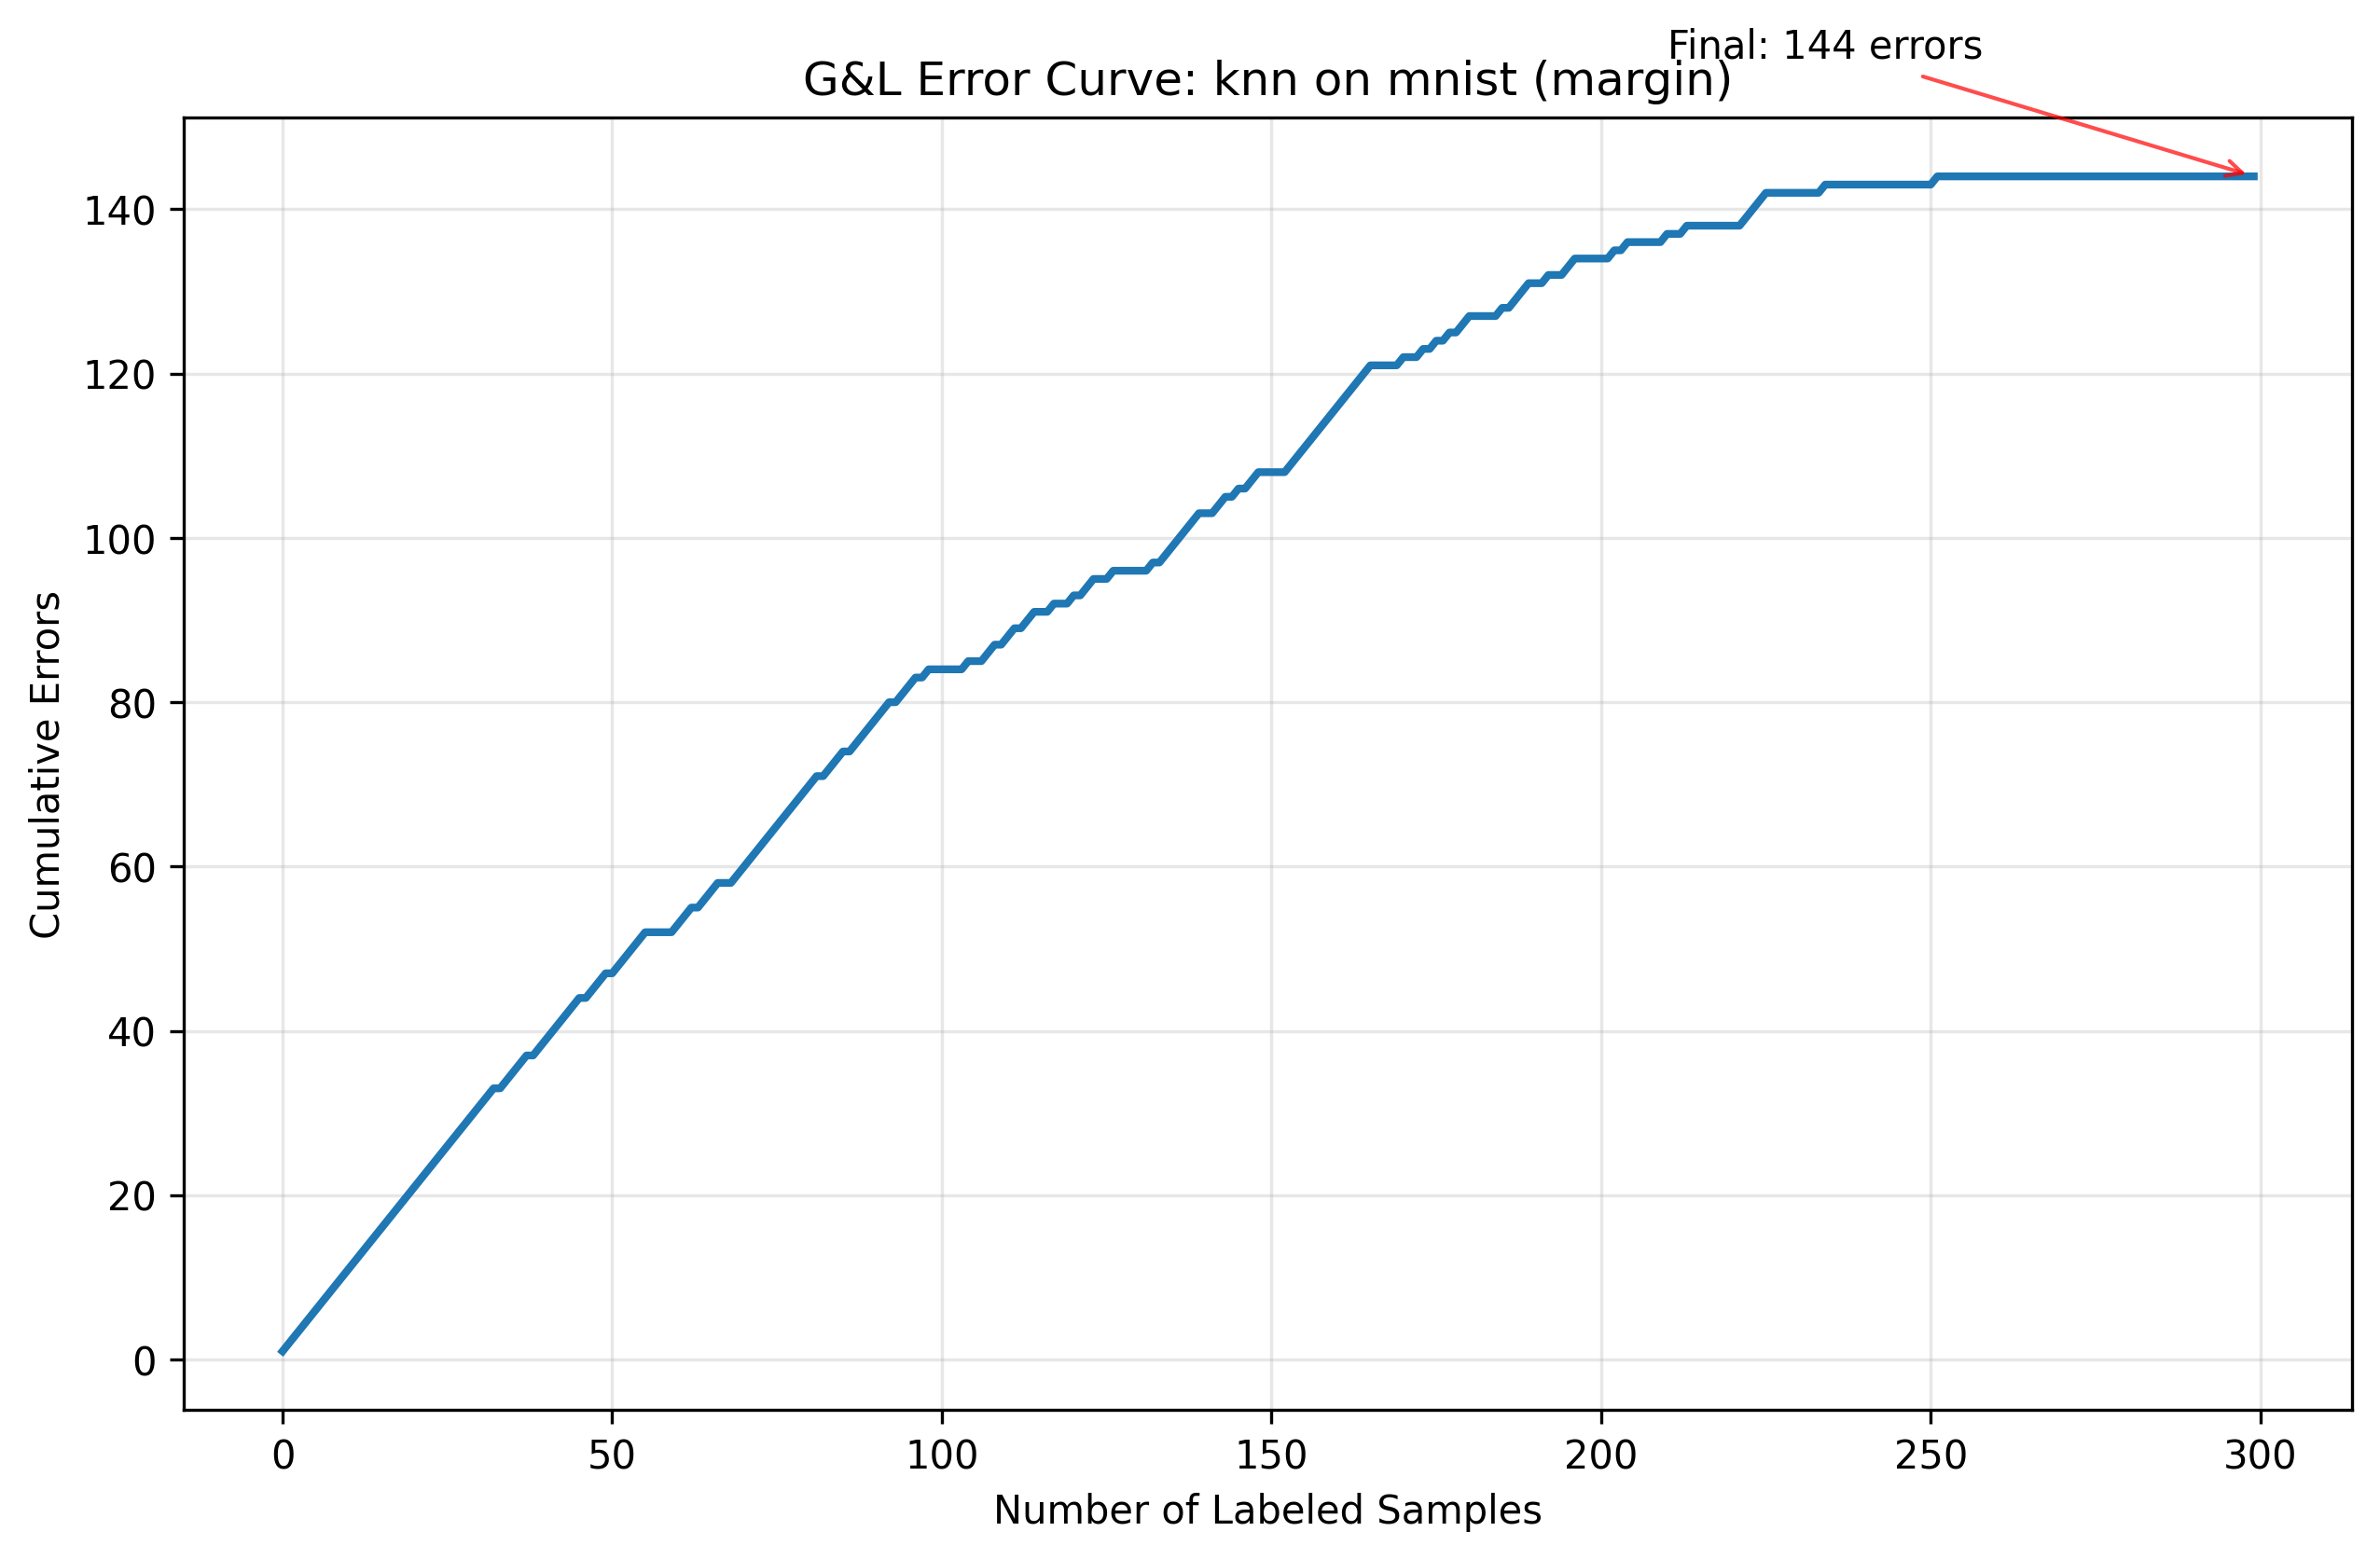 Final: 144 errors
G&L Error Curve: knn on mnist (margin)
140
120
100
80
60
40
20
0
Cumulative Errors
0 50 100 150 200 250 300
Number of Labeled Samples